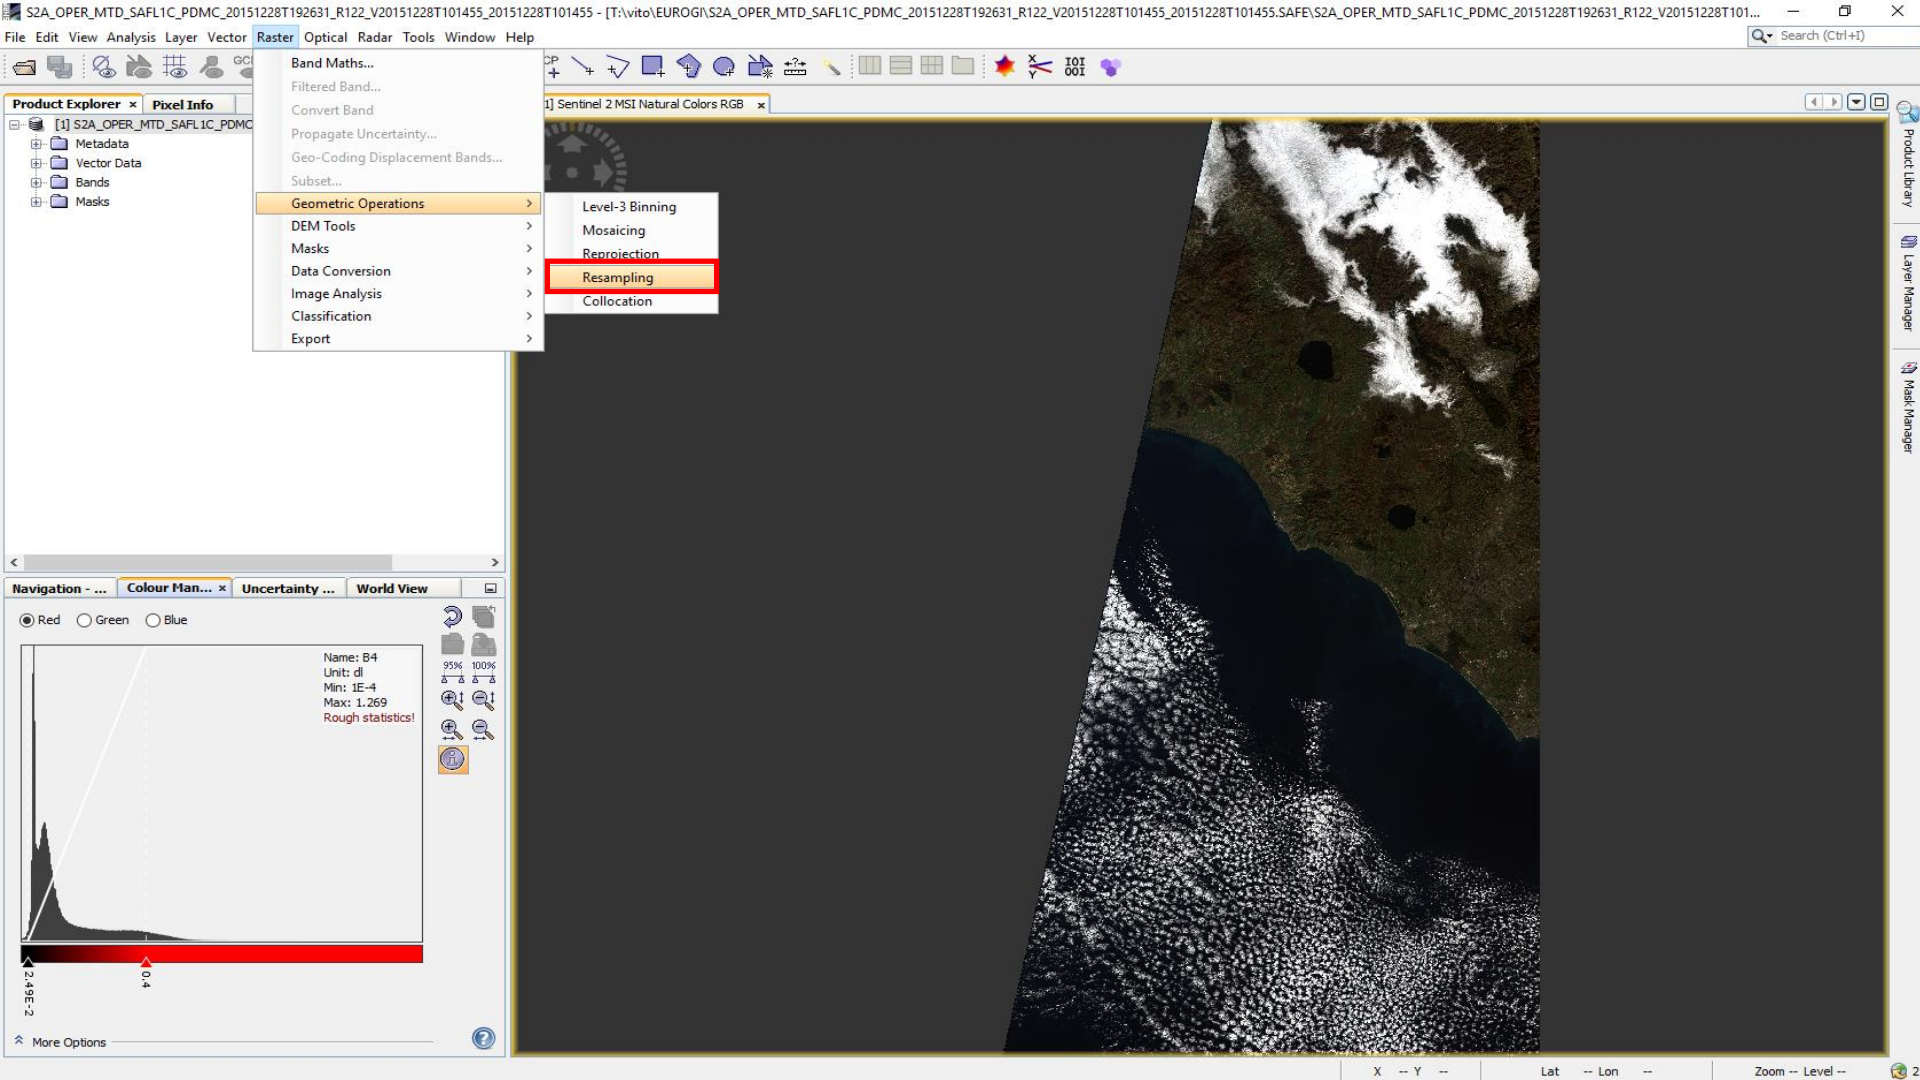 S2A_OPER_MTD_SAFL1C_PDMC_20151228T192631_R122_V20151228T101455_20151228T101455 - [T:\vito\EUROGI\S2A_OPER_MTD_SAFL1C_PDMC_20151228T192631_R122_V20151228T101455_20151228T101455.SAFE\S2A_OPER_MTD_SAFL1C_PDMC_20151228T192631_R122_V20151228T101...
File Edit View Analysis Layer Vector Raster Optical Radar Tools Window Help
Search (Ctrl+I)
GC
CP
Band Maths...
Filtered Band...
Convert Band
Propagate Uncertainty...
Geo-Coding Displacement Bands...
Subset...
Geometric Operations
DEM Tools
Masks
Data Conversion
Image Analysis
Classification
Export
Level-3 Binning
Mosaicing
Reprojection
Resampling
Collocation
Product Explorer × Pixel Info
[1] S2A_OPER_MTD_SAFL1C_PDMC
Metadata
Vector Data
Bands
Masks
1] Sentinel 2 MSI Natural Colors RGB ×
Product Library
Layer Manager
Mask Manager
Navigation - ... Colour Man... × Uncertainty ... World View
Red Green Blue
Name: B4
Unit: dl
Min: 1E-4
Max: 1.269
Rough statistics!
95% 100%
2.49E-2
0.4
More Options
X -- Y -- Lat -- Lon -- Zoom -- Level --
2